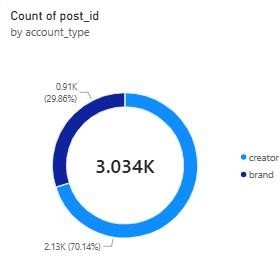 Count of post_id
by account_type
0.91K
(29.86%)
3.034K
creator
brand
2.13K (70.14%)